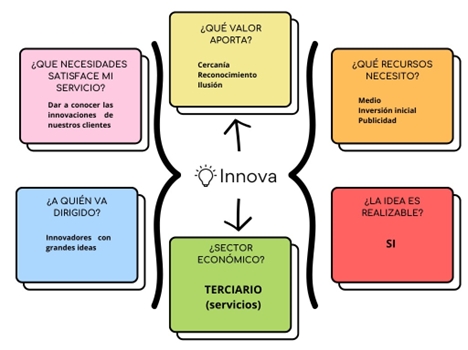 ¿QUE NECESIDADES
SATISFACE MI
SERVICIO?
Dar a conocer las
innovaciones de
nuestros clientes
¿QUÉ VALOR
APORTA?
Cercanía
Reconocimiento
Ilusión
¿QUÉ RECURSOS
NECESITO?
Medio
Inversión inicial
Publicidad
Innova
¿A QUIÉN VA
DIRIGIDO?
Innovadores con
grandes ideas
¿SECTOR
ECONÓMICO?
TERCIARIO
(servicios)
¿LA IDEA ES
REALIZABLE?
SI